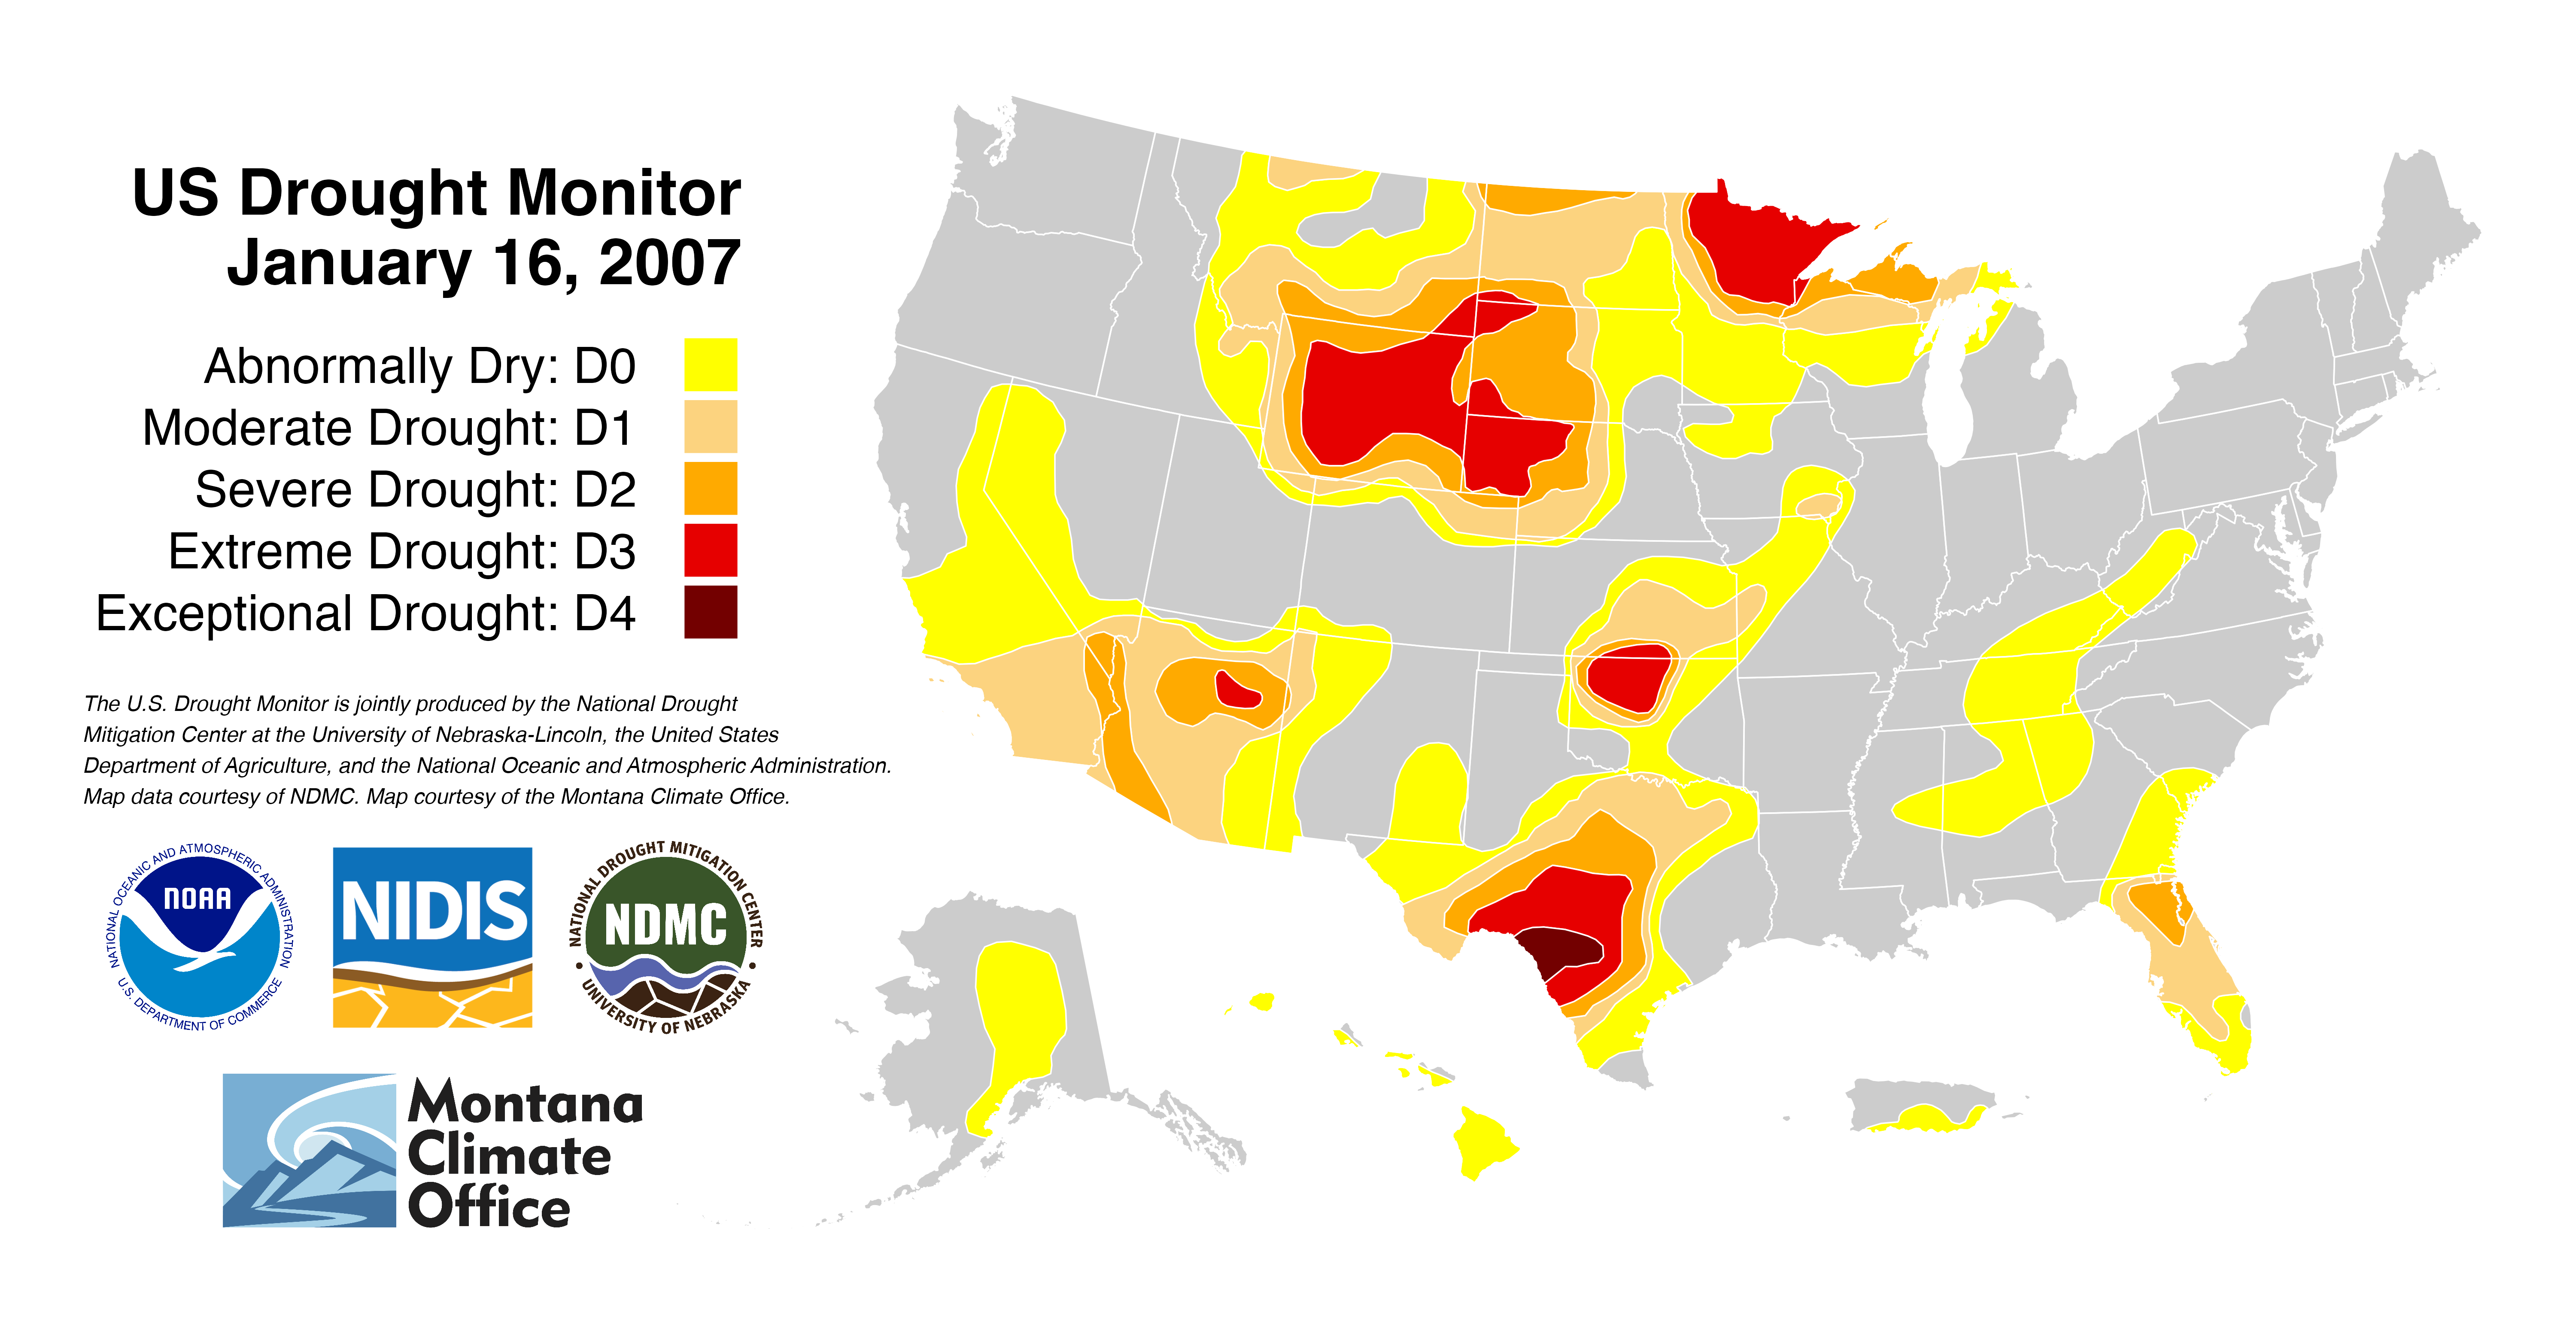 US Drought Monitor
January 16, 2007
Abnormally Dry: D0
Moderate Drought: D1
Severe Drought: D2
Extreme Drought: D3
Exceptional Drought: D4
The U.S. Drought Monitor is jointly produced by the National Drought
Mitigation Center at the University of Nebraska-Lincoln, the United States
Department of Agriculture, and the National Oceanic and Atmospheric Administration.
Map data courtesy of NDMC. Map courtesy of the Montana Climate Office.
NATIONAL OCEANIC AND ATMOSPHERIC ADMINISTRATION
NOAA
U.S. DEPARTMENT OF COMMERCE
NIDIS
NATIONAL DROUGHT MITIGATION CENTER
NDMC
UNIVERSITY OF NEBRASKA
Montana
Climate
Office